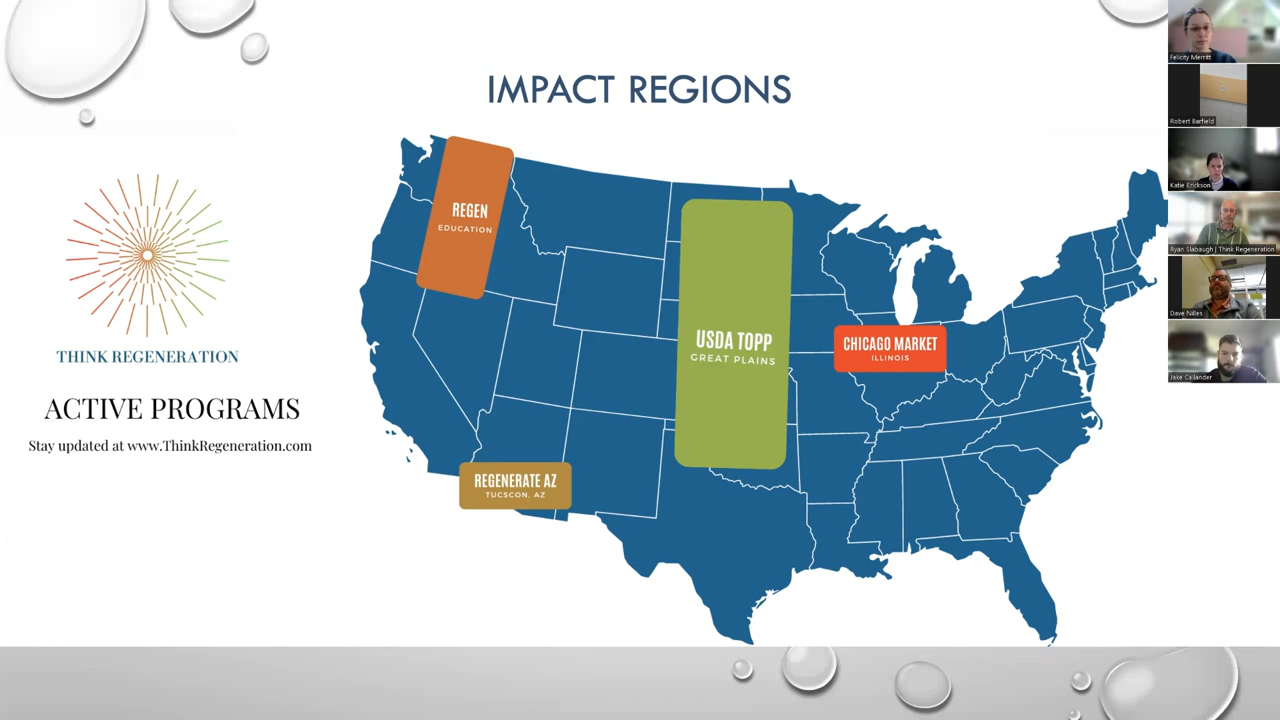 IMPACT REGIONS
THINK REGENERATION
ACTIVE PROGRAMS
Stay updated at www.ThinkRegeneration.com
REGEN
EDUCATION
USDA TOPP
GREAT PLAINS
CHICAGO MARKET
ILLINOIS
REGENERATE AZ
TUCSCON, AZ
Felicity Merritt
Robert Barfield
Katie Erickson
Ryan Slabaugh | Think Regeneration
Dave Nilles
Jake Callander